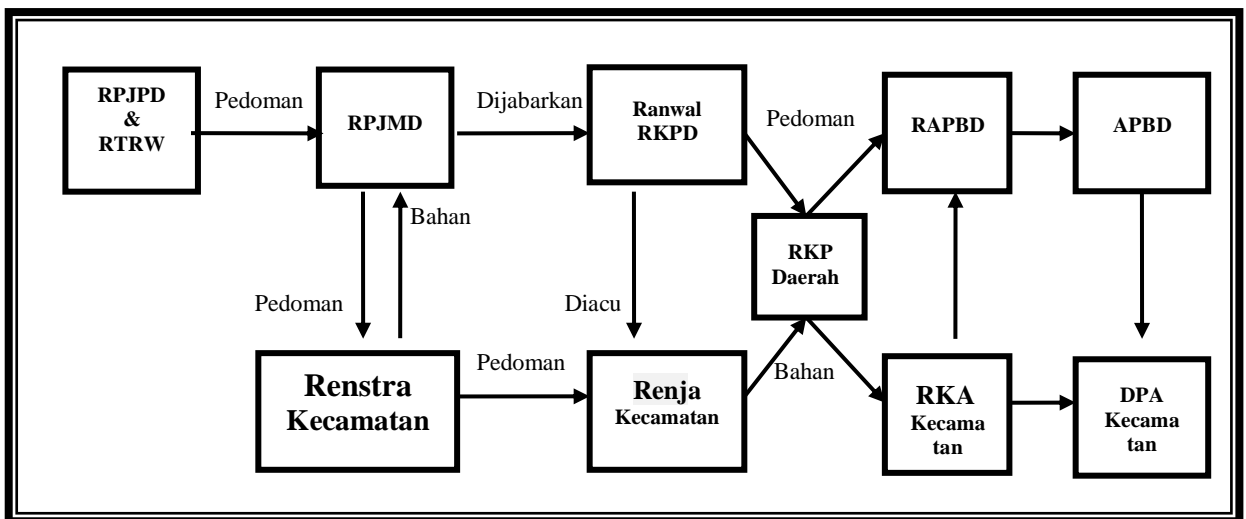 RPJPD
&
RTRW
Pedoman
RPJMD
Dijabarkan
Ranwal
RKPD
Pedoman
RAPBD
APBD
Bahan
RKP
Daerah
Pedoman
Diacu
Renstra
Kecamatan
Pedoman
Renja
Kecamatan
Bahan
RKA
Kecama
tan
DPA
Kecama
tan